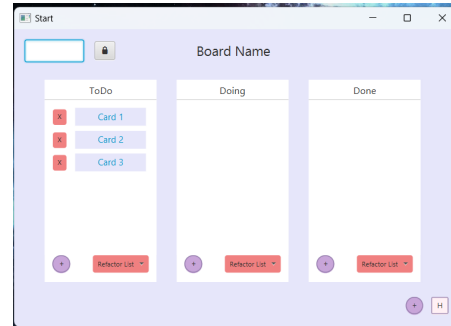 Start
Board Name
ToDo Doing Done
X Card 1
X Card 2
X Card 3
+ Refactor List + Refactor List + Refactor List
+ H